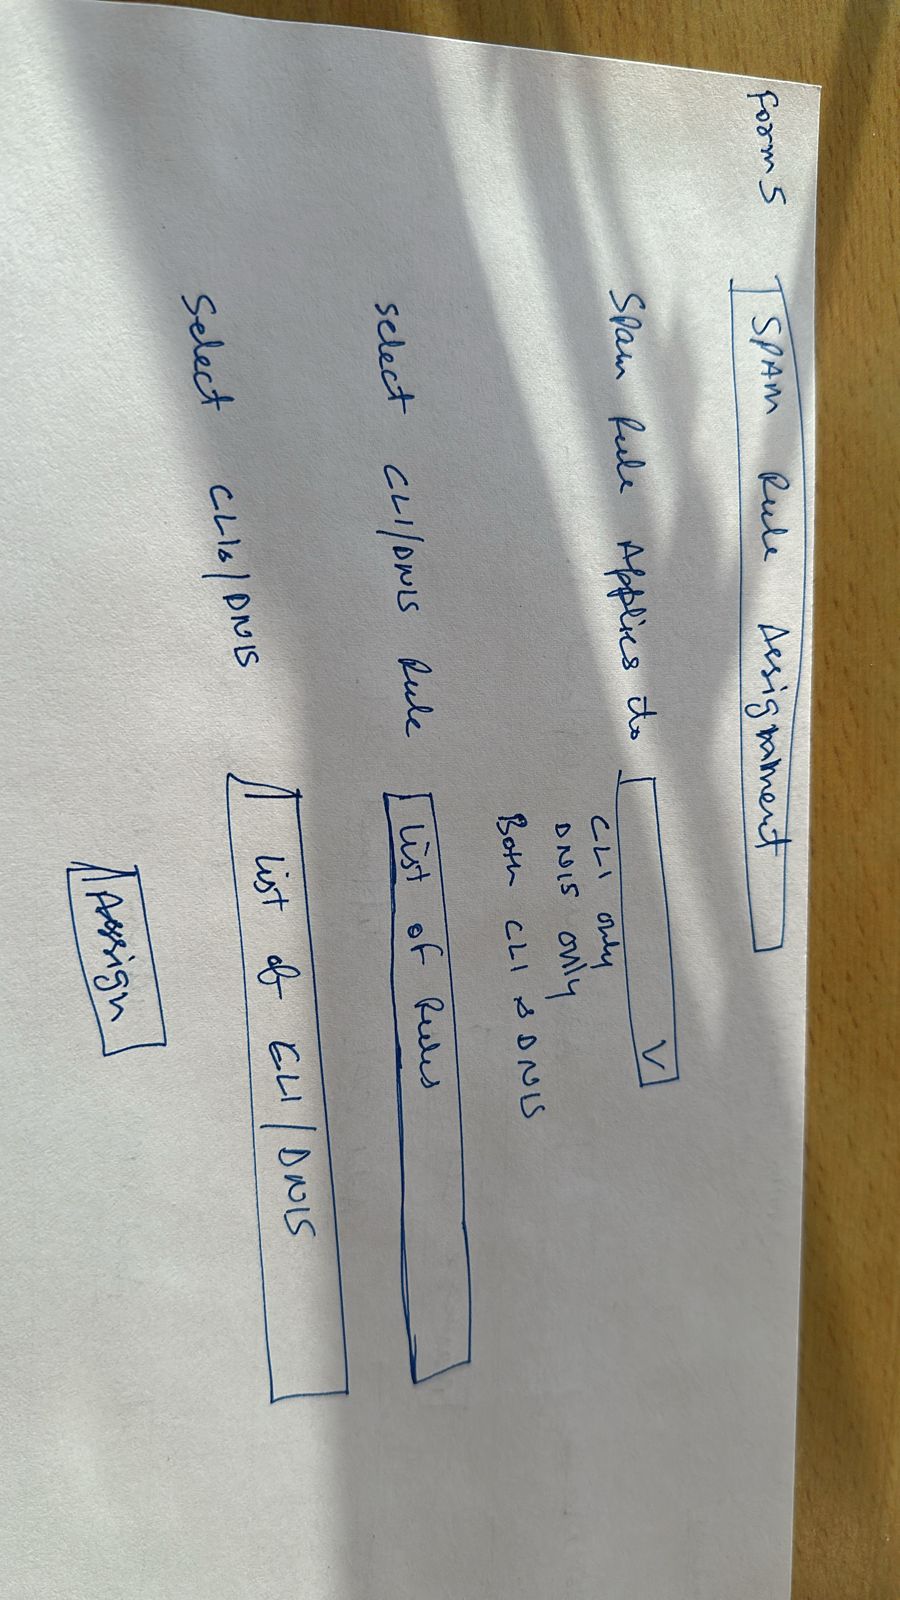 Form 5 SPAM Rule Assignment
Spam Rule Applies to V
CLI only
DNIS only
Both CLI & DNIS
Select CLI/DNIS Rule List of Rules
Select CLIs/DNIS List of CLI/DNIS
Assign